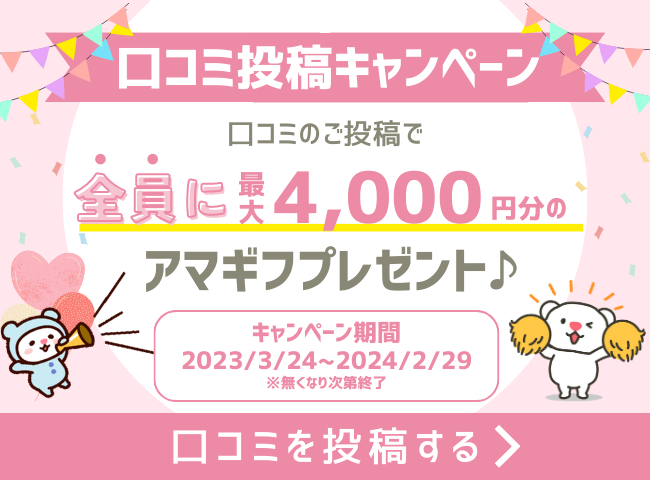 口コミ投稿キャンペーン
口コミのご投稿で
全員に最大4,000円分の
アマギフプレゼント♪
キャンペーン期間
2023/3/24~2024/2/29
※無くなり次第終了
口コミを投稿する